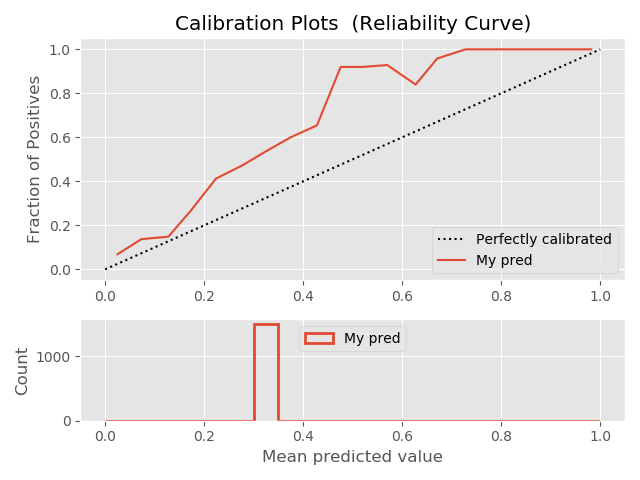 Calibration Plots  (Reliability Curve)
Fraction of Positives
1.0
0.8
0.6
0.4
0.2
0.0
Perfectly calibrated
My pred
0.0 0.2 0.4 0.6 0.8 1.0
Count
1000
0
My pred
0.0 0.2 0.4 0.6 0.8 1.0
Mean predicted value